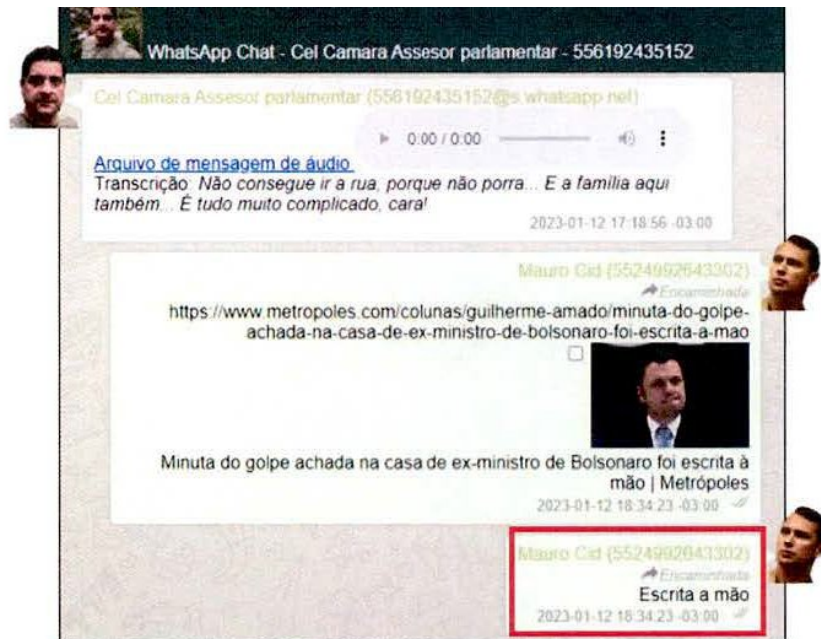 WhatsApp Chat - Cel Camara Assesor parlamentar - 556192435152
Cel Camara Assesor parlamentar (556192435152@s.whatsapp.net)
0:00 / 0:00
Arquivo de mensagem de áudio
Transcrição: Não consegue ir a rua, porque não porra... E a família aqui
também... É tudo muito complicado, cara!
2023-01-12 17:18:56 -03:00
Mauro Cid (5524992643302)
Encaminhada
https://www.metropoles.com/colunas/guilherme-amado/minuta-do-golpe-
achada-na-casa-de-ex-ministro-de-bolsonaro-foi-escrita-a-mao
Minuta do golpe achada na casa de ex-ministro de Bolsonaro foi escrita à
mão | Metrópoles
2023-01-12 18:34:23 -03:00
Mauro Cid (5524992643302)
Encaminhada
Escrita a mão
2023-01-12 18:34:23 -03:00